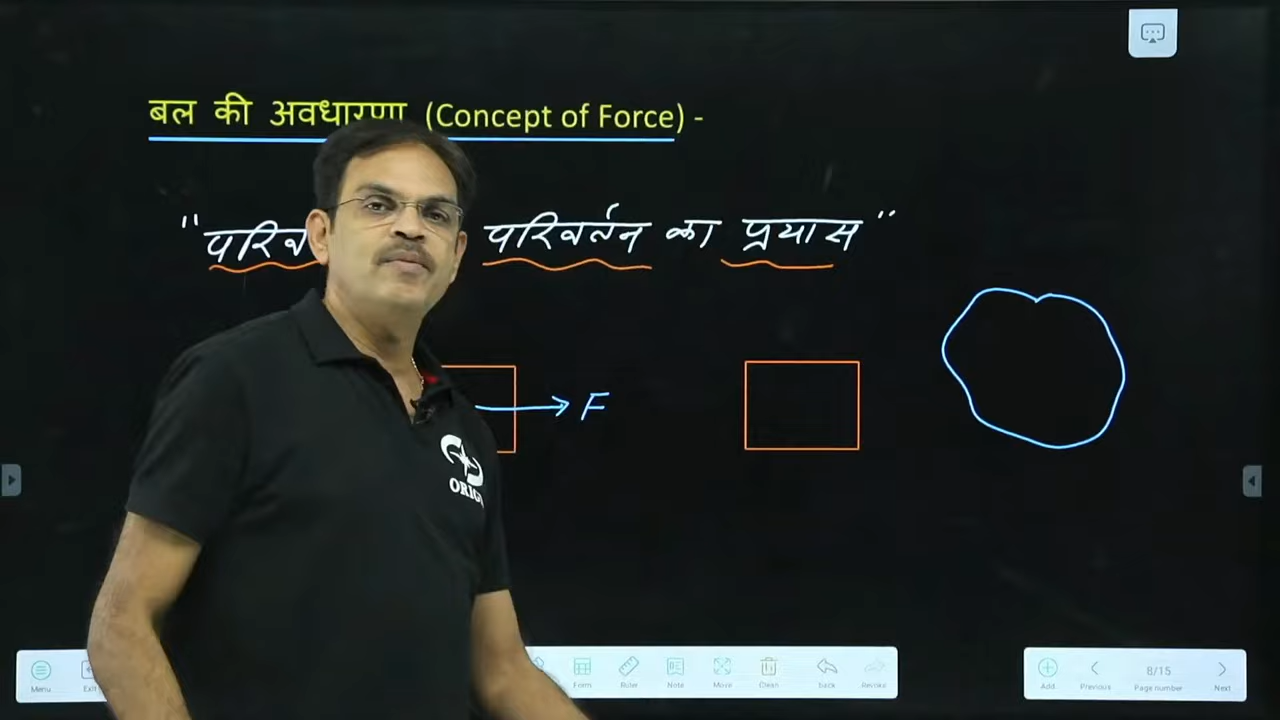 बल की अवधारणा (Concept of Force) -
" परिवर्तन का प्रयास "
F
ORIG
Menu
Form Ruler Note Move Clean back Revoke
Add Previous 8/15 Page number Next